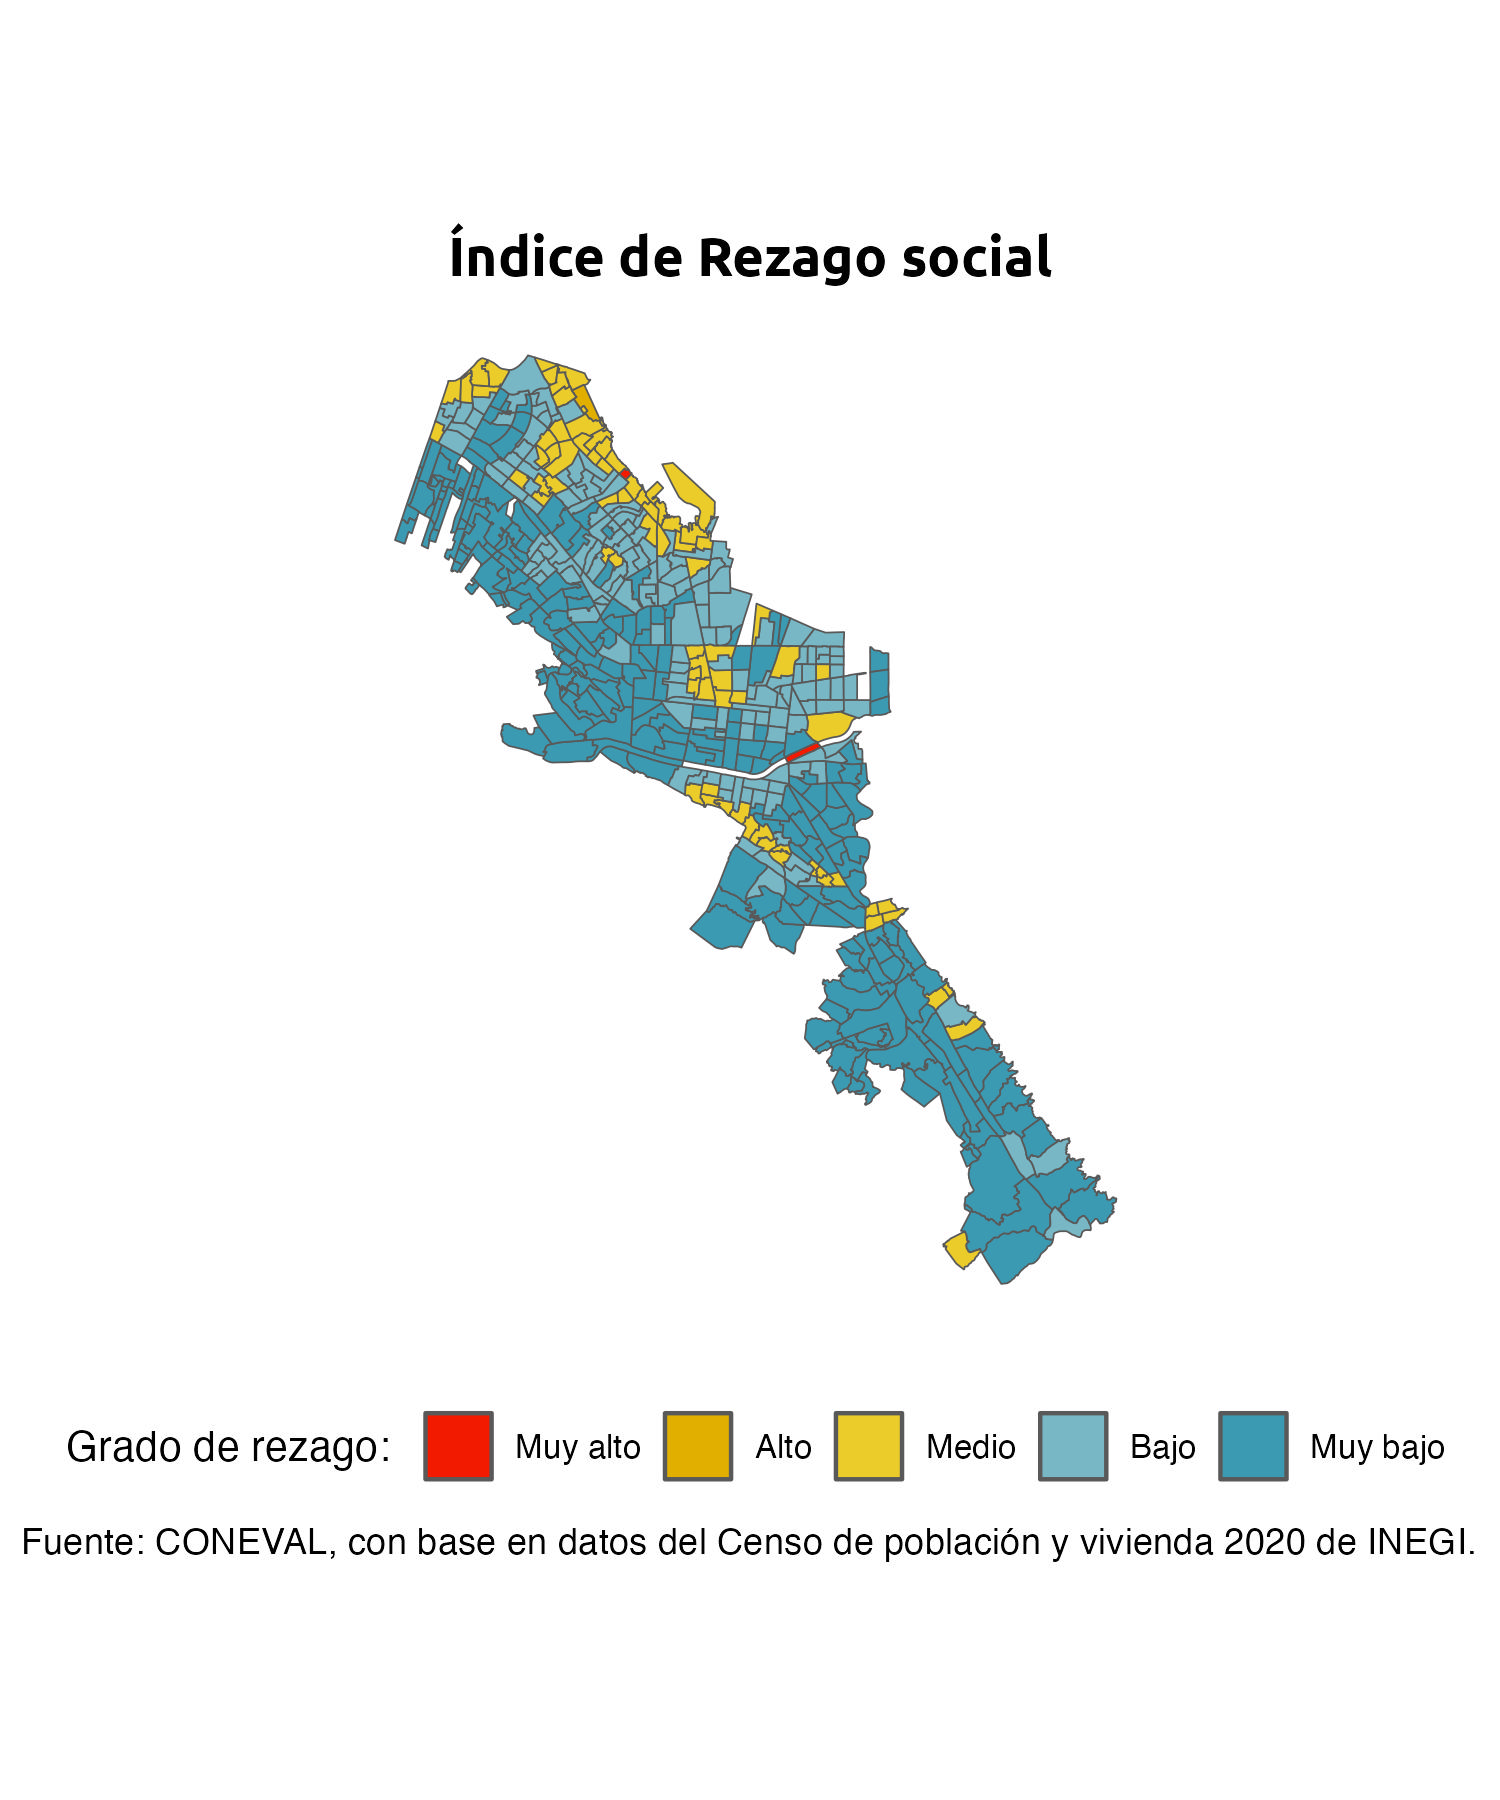 Índice de Rezago social
Grado de rezago: Muy alto Alto Medio Bajo Muy bajo
Fuente: CONEVAL, con base en datos del Censo de población y vivienda 2020 de INEGI.